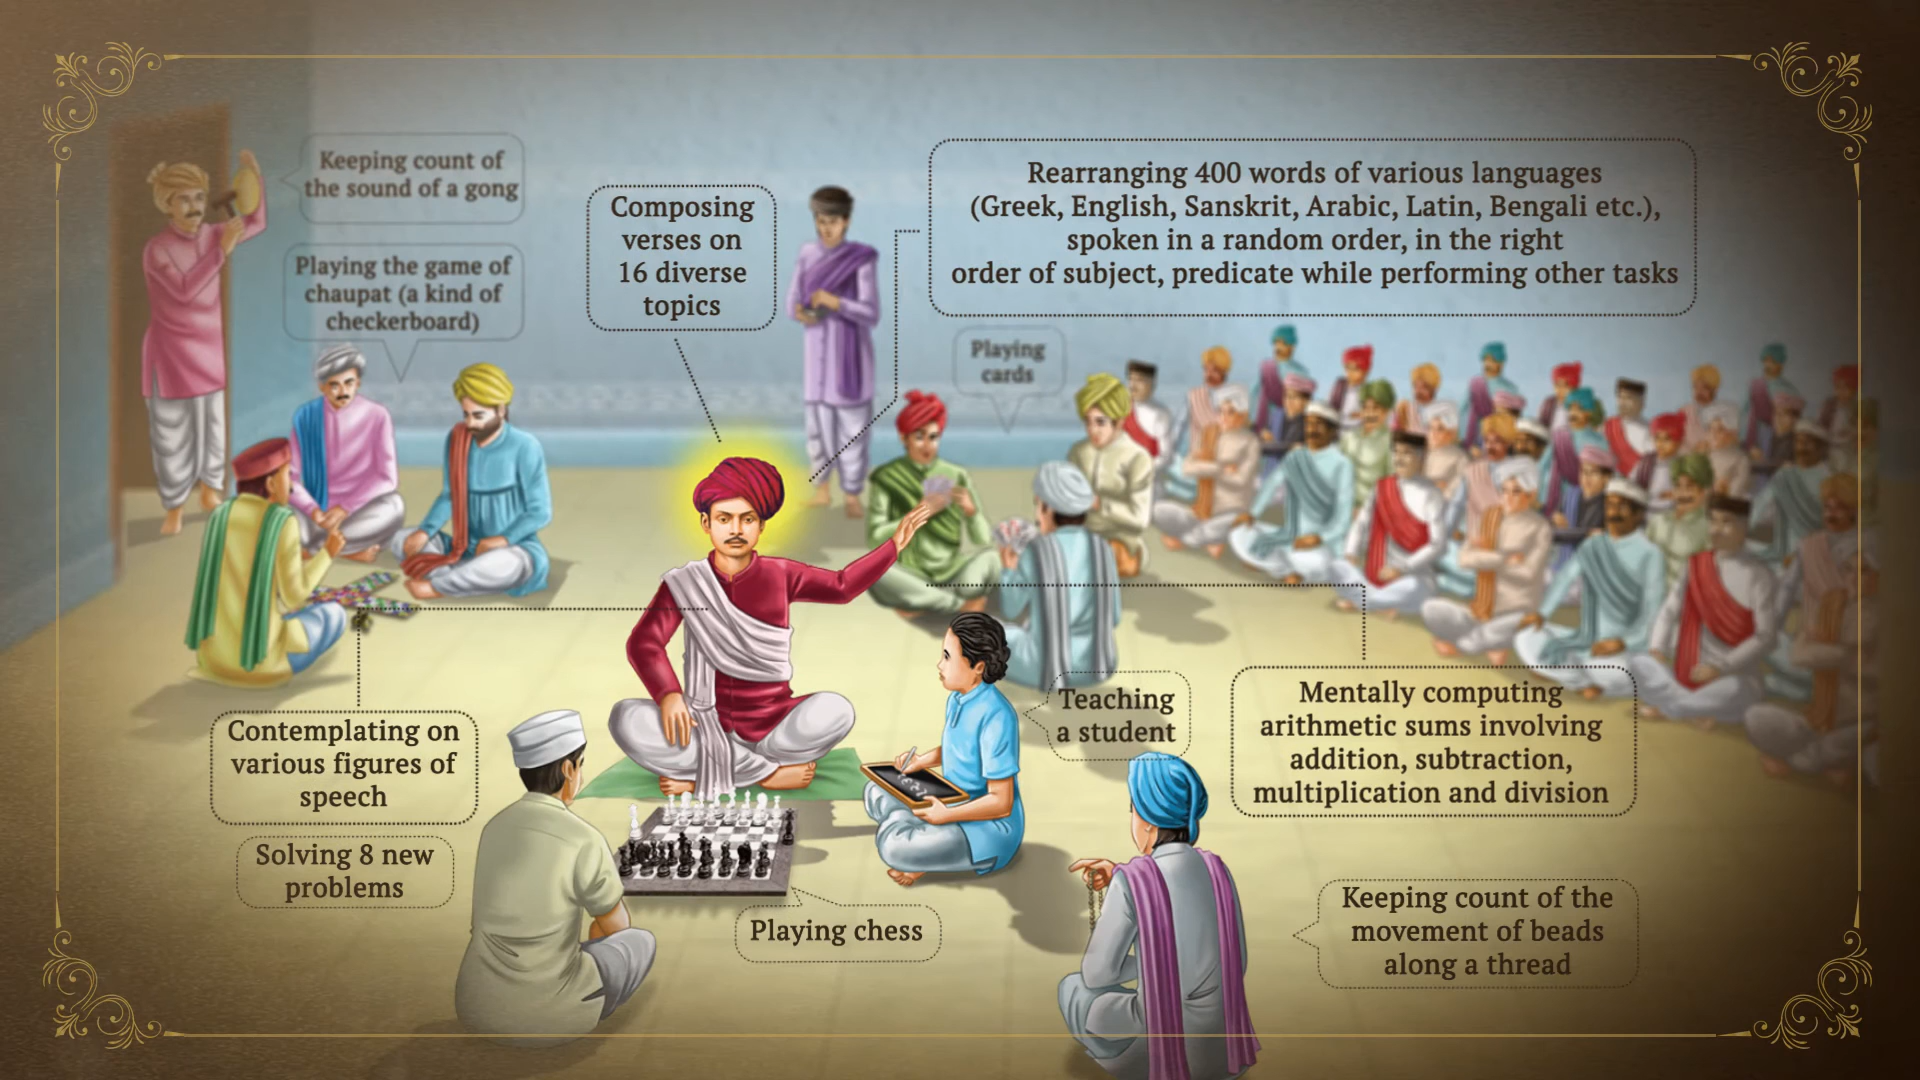 Keeping count of
the sound of a gong
Playing the game of
chaupat (a kind of
checkerboard)
Composing
verses on
16 diverse
topics
Rearranging 400 words of various languages
(Greek, English, Sanskrit, Arabic, Latin, Bengali etc.),
spoken in a random order, in the right
order of subject, predicate while performing other tasks
Playing
cards
Contemplating on
various figures of
speech
Solving 8 new
problems
Playing chess
Teaching
a student
Mentally computing
arithmetic sums involving
addition, subtraction,
multiplication and division
Keeping count of the
movement of beads
along a thread